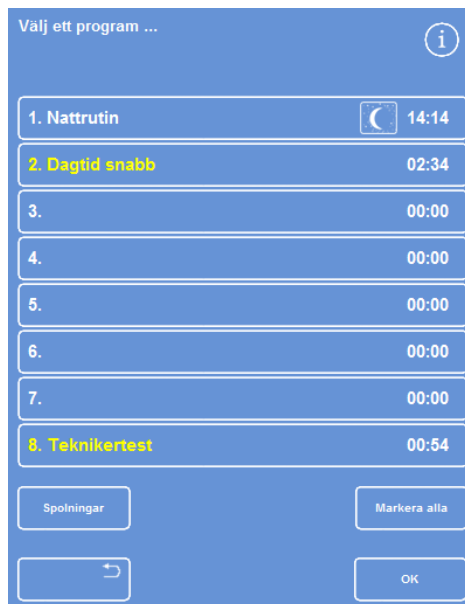 Välj ett program ...
i
1. Nattrutin 14:14
2. Dagtid snabb 02:34
3. 00:00
4. 00:00
5. 00:00
6. 00:00
7. 00:00
8. Teknikertest 00:54
Spolningar Markera alla
OK